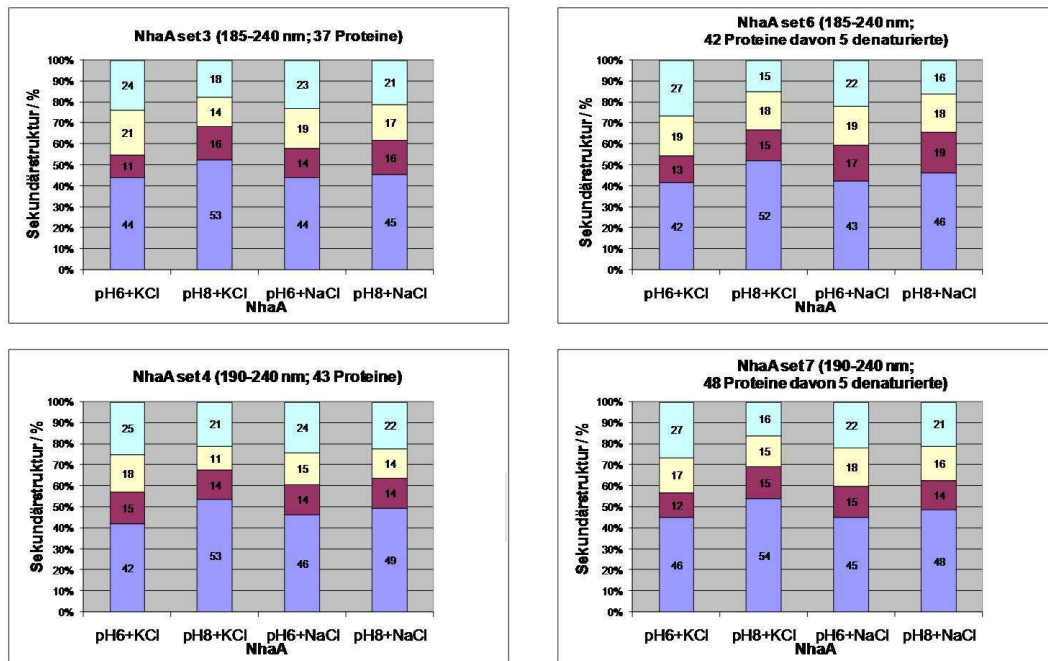 NhaA set 3 (185-240 nm; 37 Proteine)
Sekundärstruktur / %
100%
90%
80%
70%
60%
50%
40%
30%
20%
10%
0%
24 18 23 21
21 14 19 17
11 16 14 16
44 53 44 45
pH6+KCl pH8+KCl pH6+NaCl pH8+NaCl
NhaA
NhaA set 6 (185-240 nm;
42 Proteine davon 5 denaturierte)
Sekundärstruktur / %
100%
90%
80%
70%
60%
50%
40%
30%
20%
10%
0%
27 15 22 16
19 18 19 18
13 15 17 19
42 52 43 46
pH6+KCl pH8+KCl pH6+NaCl pH8+NaCl
NhaA
NhaA set 4 (190-240 nm; 43 Proteine)
Sekundärstruktur / %
100%
90%
80%
70%
60%
50%
40%
30%
20%
10%
0%
25 21 24 22
18 11 15 14
15 14 14 14
42 53 46 49
pH6+KCl pH8+KCl pH6+NaCl pH8+NaCl
NhaA
NhaA set 7 (190-240 nm;
48 Proteine davon 5 denaturierte)
Sekundärstruktur / %
100%
90%
80%
70%
60%
50%
40%
30%
20%
10%
0%
27 16 22 21
17 15 18 16
12 15 15 14
46 54 45 48
pH6+KCl pH8+KCl pH6+NaCl pH8+NaCl
NhaA